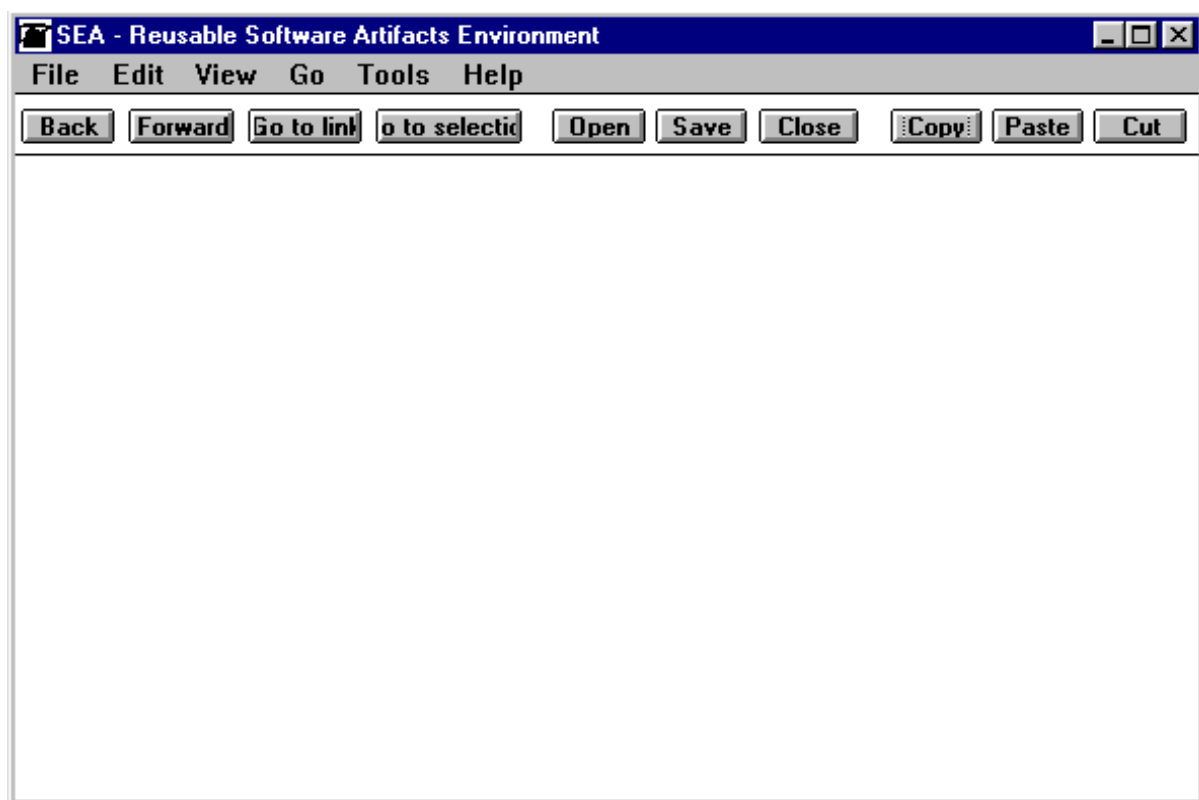 SEA - Reusable Software Artifacts Environment
File Edit View Go Tools Help
Back Forward Go to link o to selectic Open Save Close Copy Paste Cut